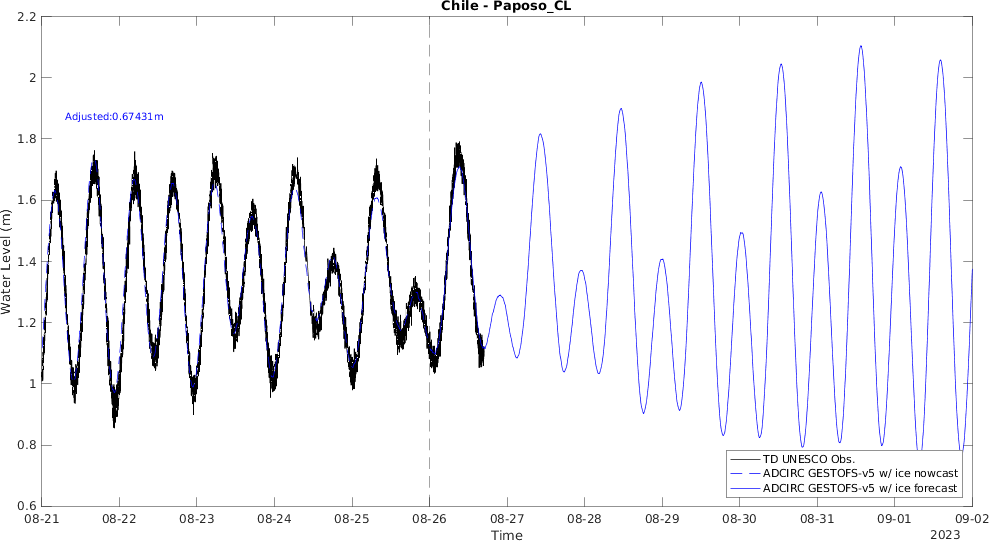 Chile - Paposo_CL
2.2
2
1.8
1.6
1.4
1.2
1
0.8
0.6
Water Level (m)
Adjusted:0.67431m
TD UNESCO Obs.
ADCIRC GESTOFS-v5 w/ ice nowcast
ADCIRC GESTOFS-v5 w/ ice forecast
08-21 08-22 08-23 08-24 08-25 08-26 08-27 08-28 08-29 08-30 08-31 09-01 09-02
Time
2023